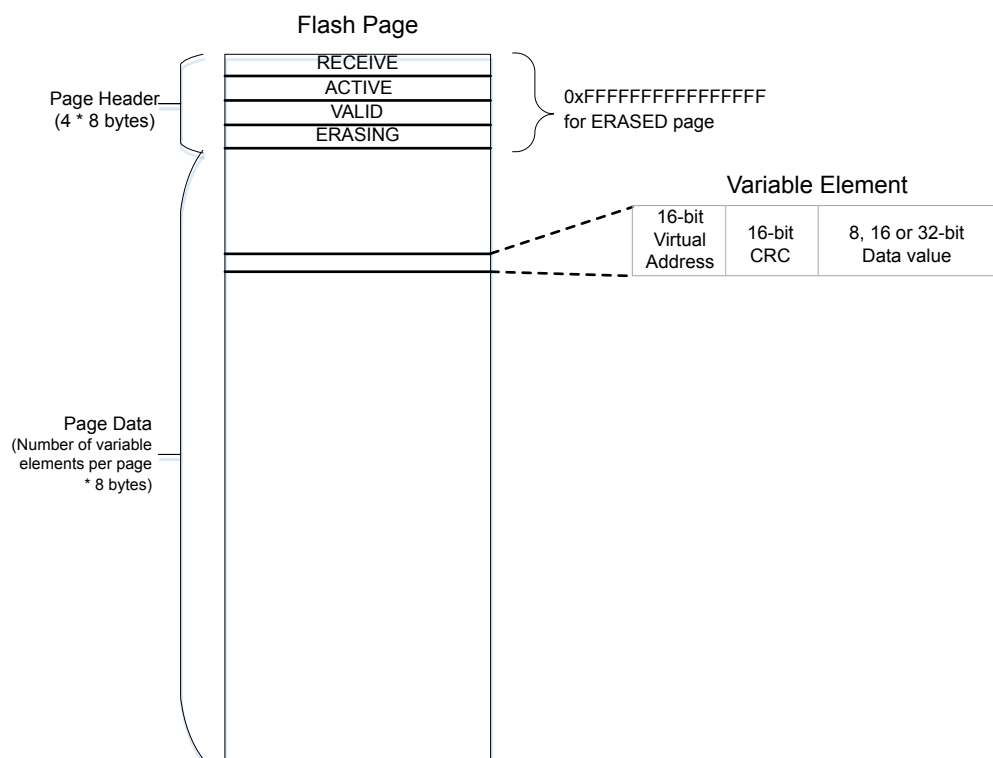 Flash Page
RECEIVE
ACTIVE
VALID
ERASING
Page Header
(4 * 8 bytes)
0xFFFFFFFFFFFFFFFF
for ERASED page
Variable Element
16-bit
Virtual
Address
16-bit
CRC
8, 16 or 32-bit
Data value
Page Data
(Number of variable
elements per page
* 8 bytes)